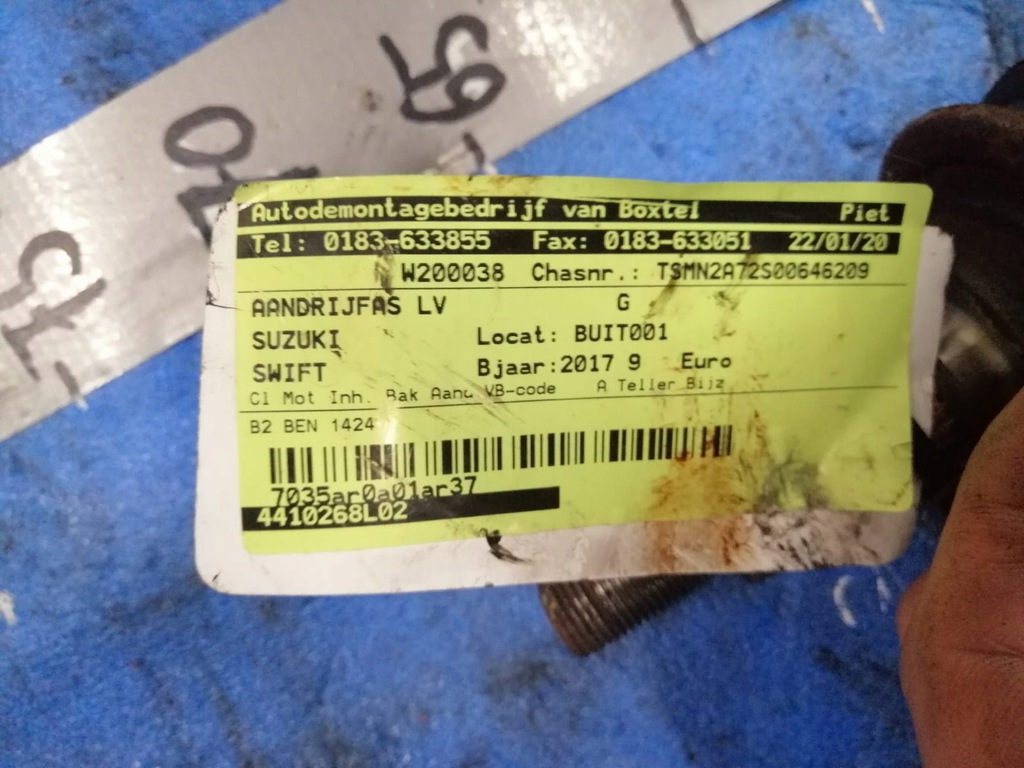 Autodemontagebedrijf van Boxtel Piet
Tel: 0183-633855 Fax: 0183-633051 22/01/20
W200038 Chasnr.: TSMN2A72S00646209
AANDRIJFAS LV G
SUZUKI Locat: BUIT001
SWIFT Bjaar:2017 9 Euro
Cl Mot Inh. Bak Aand VB-code A Teller Bijz
B2 BEN 1424
7035ar0a01ar37
4410268L02